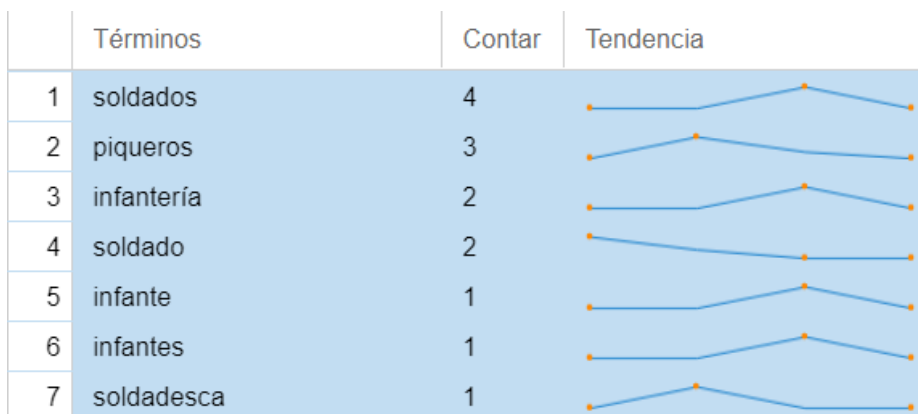 Términos Contar Tendencia
1 soldados 4
2 piqueros 3
3 infantería 2
4 soldado 2
5 infante 1
6 infantes 1
7 soldadesca 1